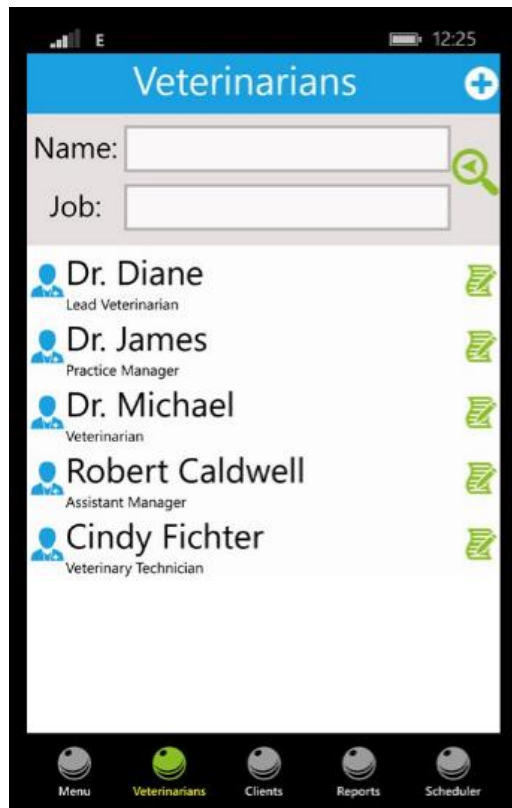 E 12:25
Veterinarians
Name:
Job:
Dr. Diane
Lead Veterinarian
Dr. James
Practice Manager
Dr. Michael
Veterinarian
Robert Caldwell
Assistant Manager
Cindy Fichter
Veterinary Technician
Menu Veterinarians Clients Reports Scheduler